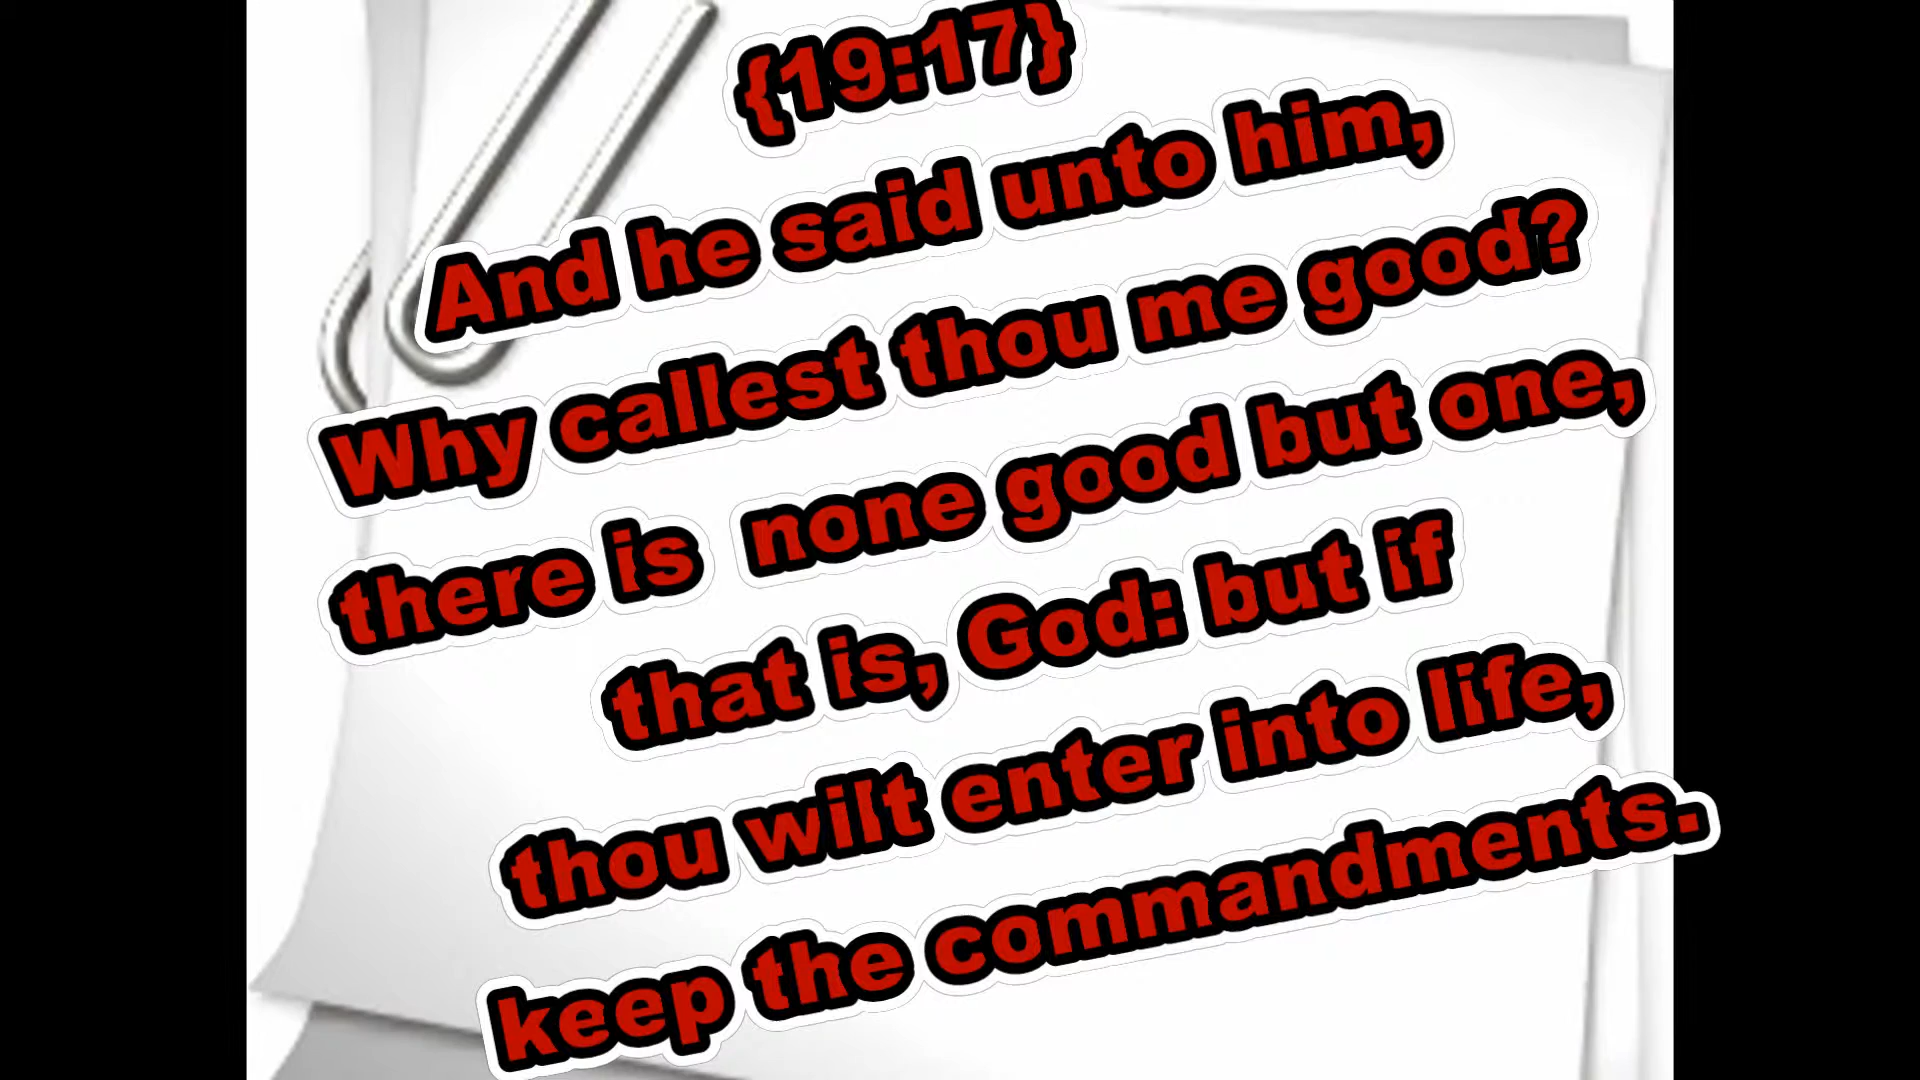 {19:17}
And he said unto him,
Why callest thou me good?
there is  none good but one,
that is, God: but if
thou wilt enter into life,
keep the commandments.